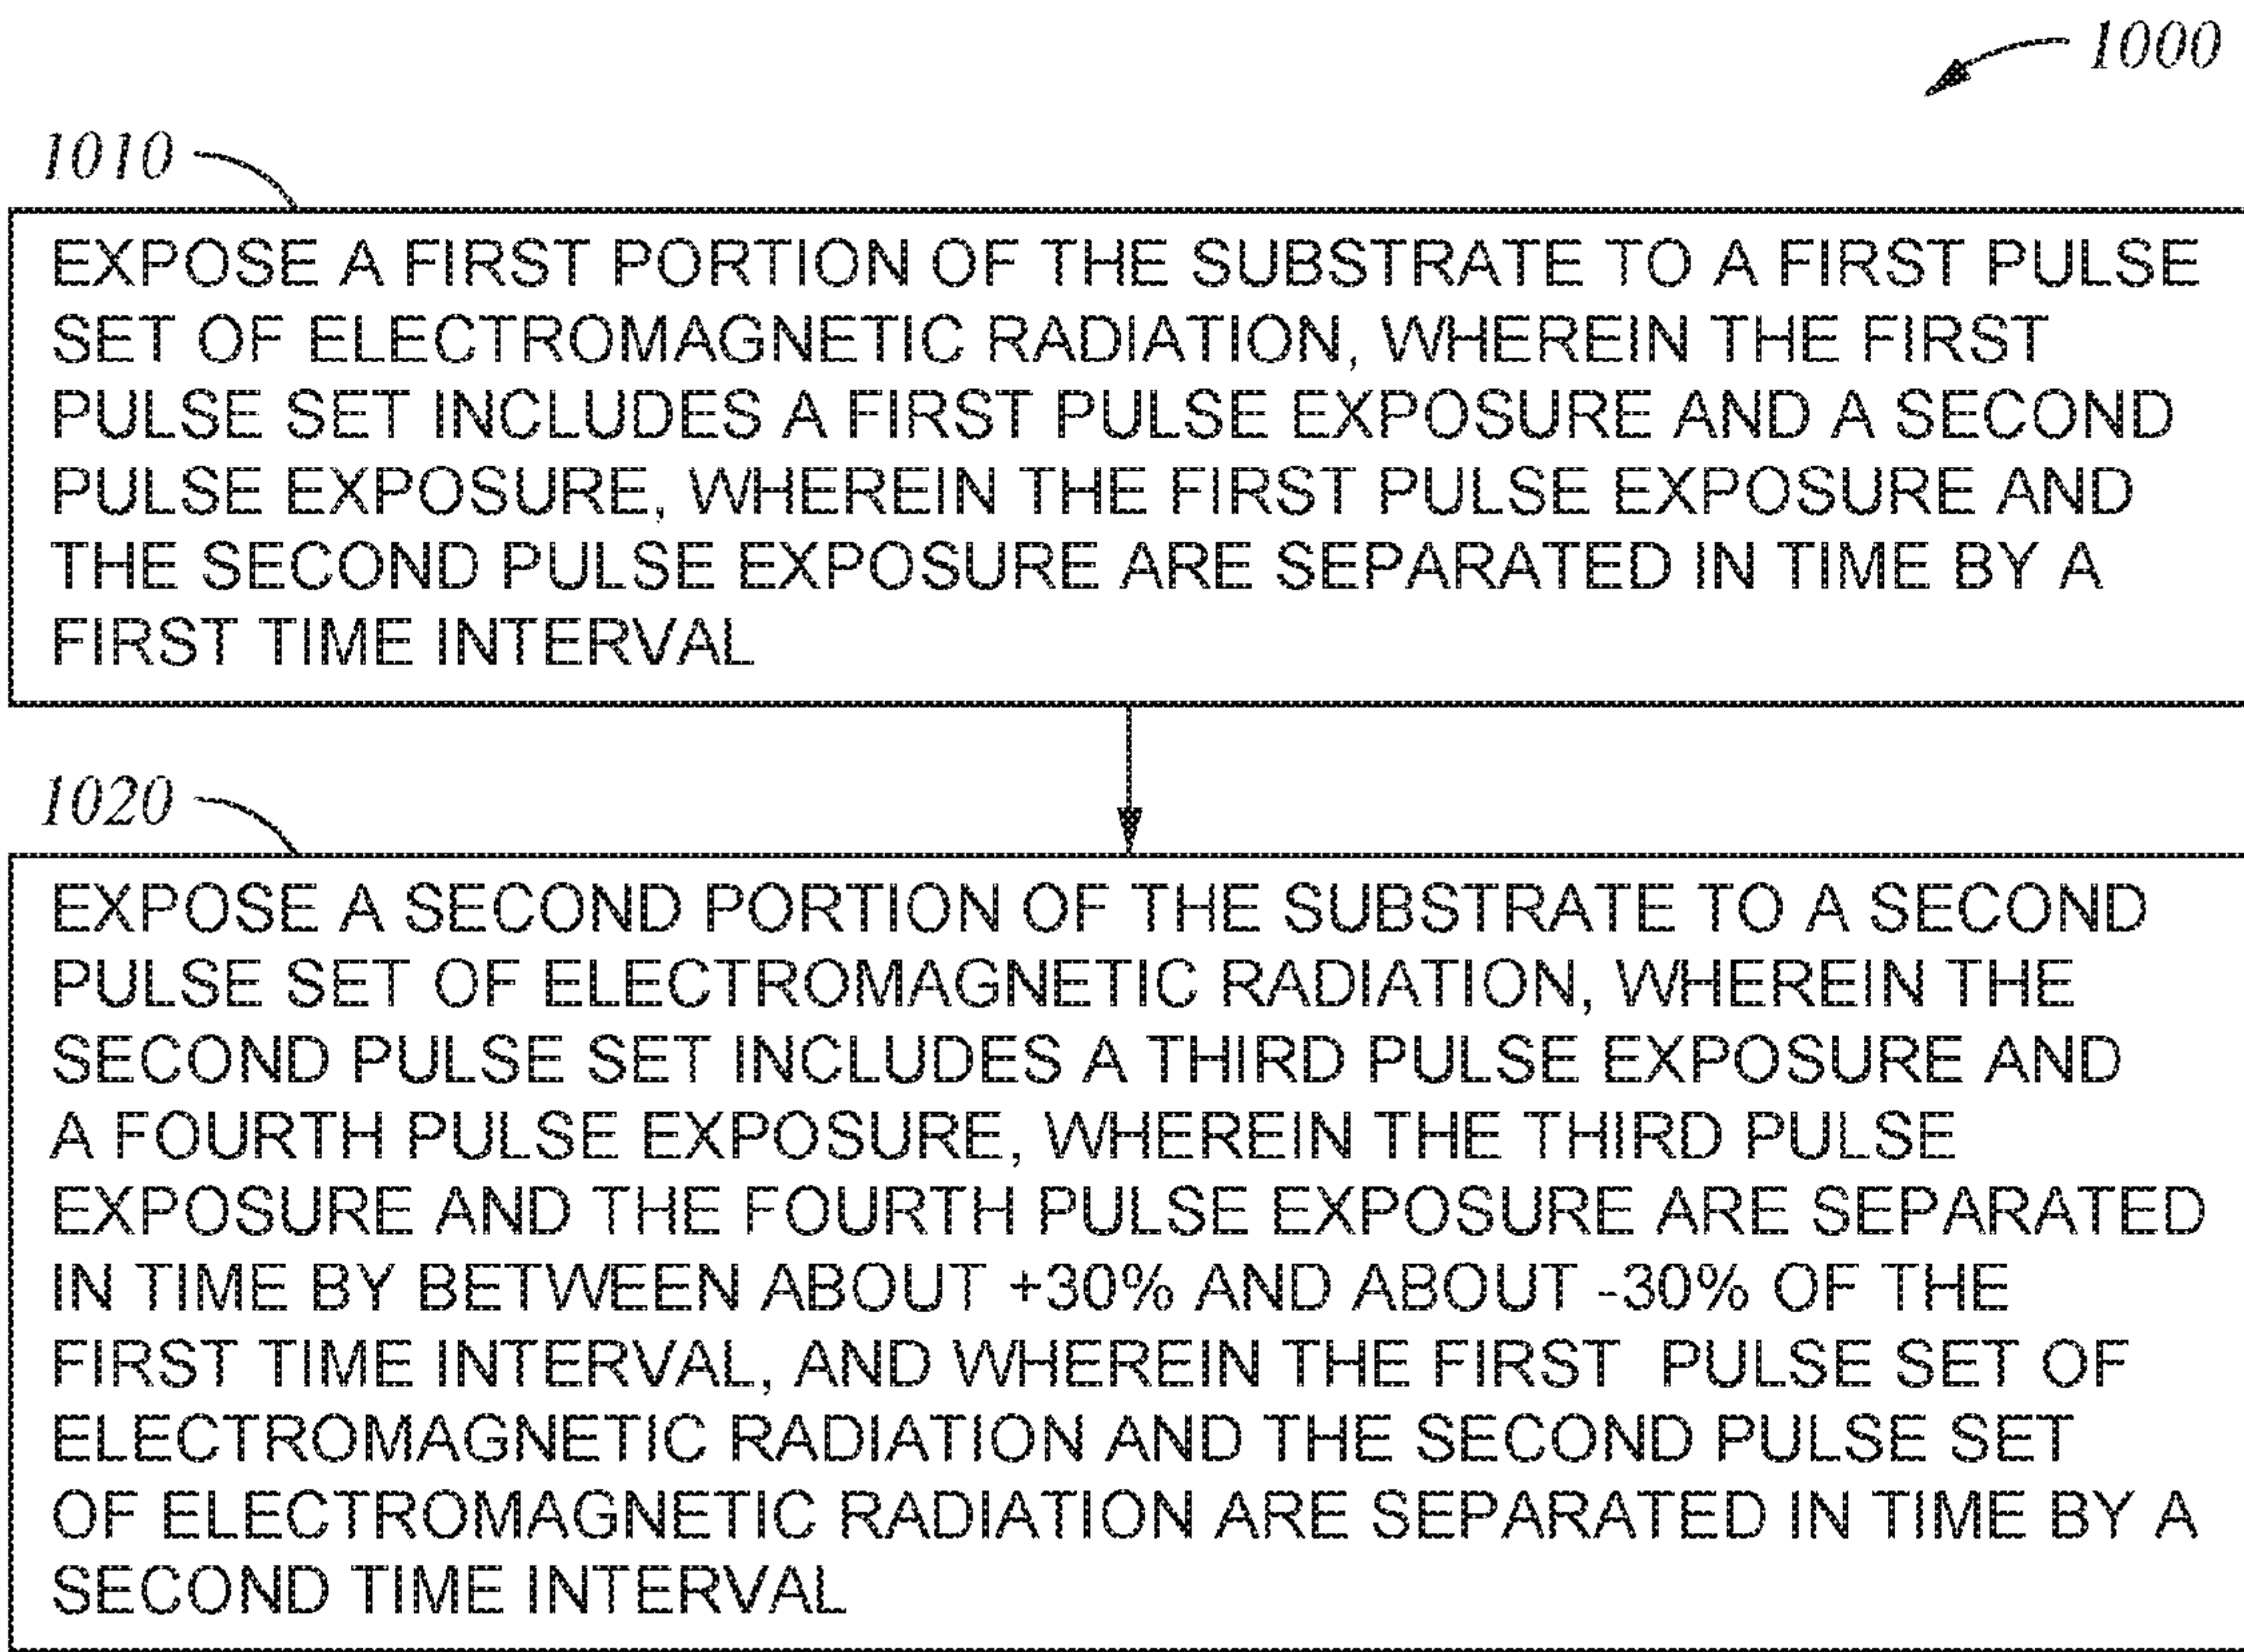 1000
1010
EXPOSE A FIRST PORTION OF THE SUBSTRATE TO A FIRST PULSE
SET OF ELECTROMAGNETIC RADIATION, WHEREIN THE FIRST
PULSE SET INCLUDES A FIRST PULSE EXPOSURE AND A SECOND
PULSE EXPOSURE, WHEREIN THE FIRST PULSE EXPOSURE AND
THE SECOND PULSE EXPOSURE ARE SEPARATED IN TIME BY A
FIRST TIME INTERVAL
1020
EXPOSE A SECOND PORTION OF THE SUBSTRATE TO A SECOND
PULSE SET OF ELECTROMAGNETIC RADIATION, WHEREIN THE
SECOND PULSE SET INCLUDES A THIRD PULSE EXPOSURE AND
A FOURTH PULSE EXPOSURE, WHEREIN THE THIRD PULSE
EXPOSURE AND THE FOURTH PULSE EXPOSURE ARE SEPARATED
IN TIME BY BETWEEN ABOUT +30% AND ABOUT -30% OF THE
FIRST TIME INTERVAL, AND WHEREIN THE FIRST PULSE SET OF
ELECTROMAGNETIC RADIATION AND THE SECOND PULSE SET
OF ELECTROMAGNETIC RADIATION ARE SEPARATED IN TIME BY A
SECOND TIME INTERVAL